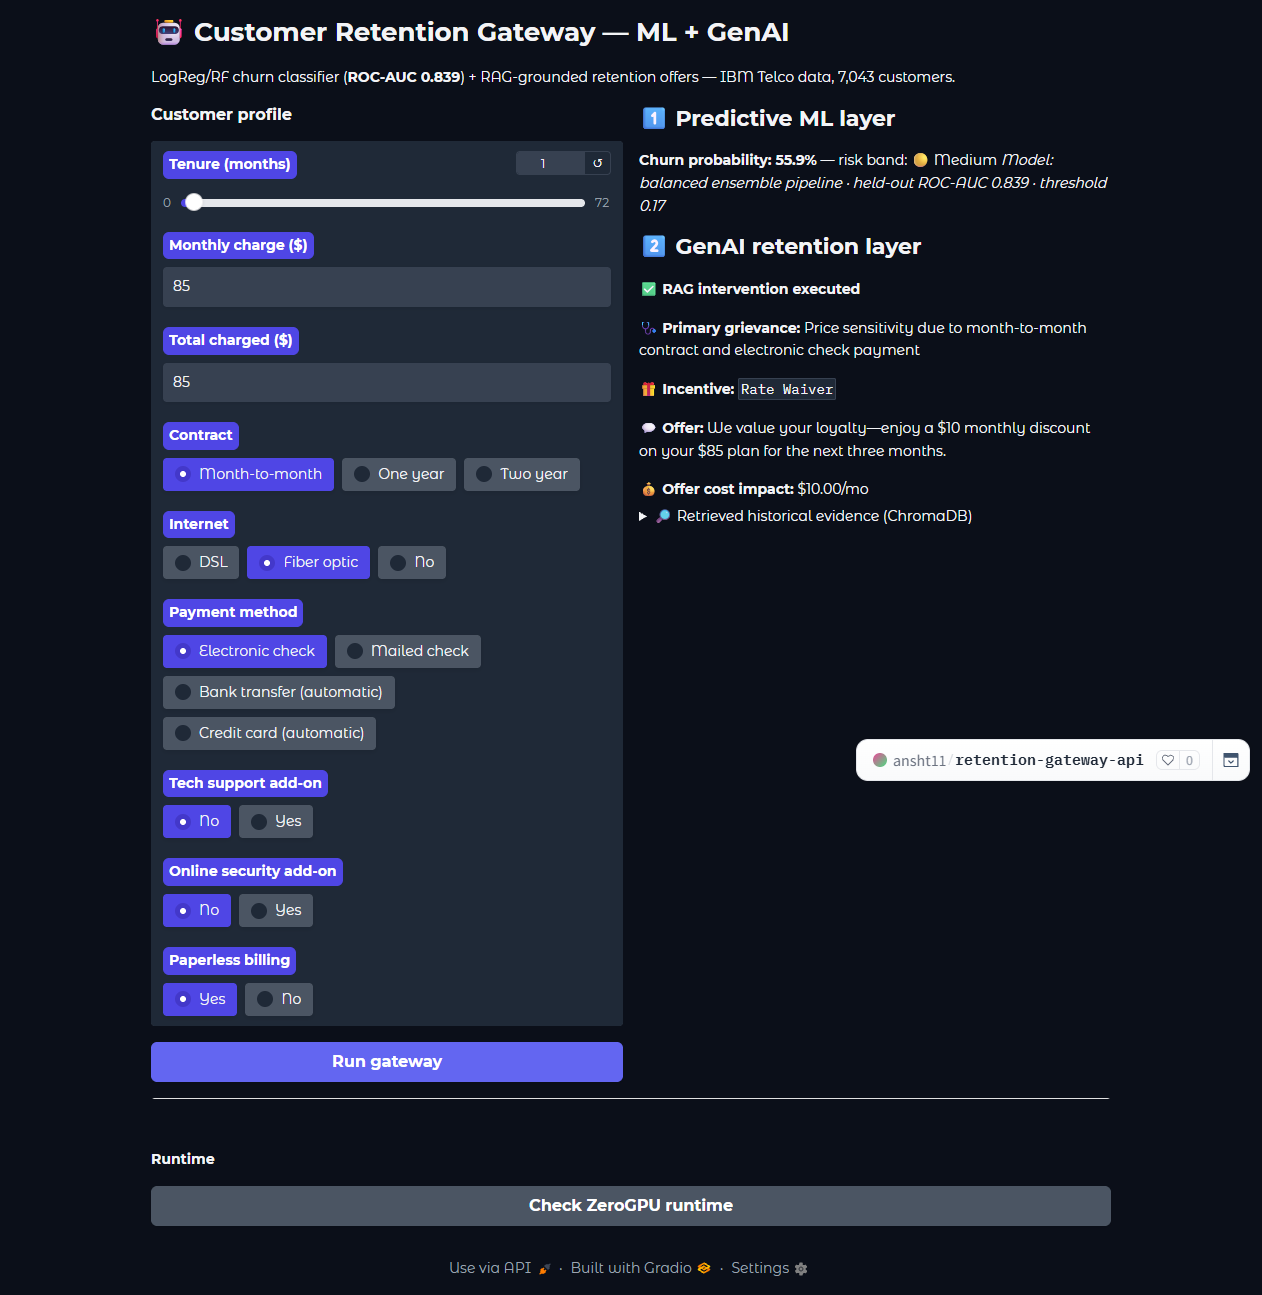 Customer Retention Gateway — ML + GenAI
LogReg/RF churn classifier (ROC-AUC 0.839) + RAG-grounded retention offers — IBM Telco data, 7,043 customers.
Customer profile
Tenure (months)
1
0
72
Monthly charge ($)
85
Total charged ($)
85
Contract
Month-to-month
One year
Two year
Internet
DSL
Fiber optic
No
Payment method
Electronic check
Mailed check
Bank transfer (automatic)
Credit card (automatic)
Tech support add-on
No
Yes
Online security add-on
No
Yes
Paperless billing
Yes
No
Run gateway
1 Predictive ML layer
Churn probability: 55.9% — risk band: Medium Model:
balanced ensemble pipeline · held-out ROC-AUC 0.839 · threshold
0.17
2 GenAI retention layer
RAG intervention executed
Primary grievance: Price sensitivity due to month-to-month
contract and electronic check payment
Incentive: Rate Waiver
Offer: We value your loyalty—enjoy a $10 monthly discount
on your $85 plan for the next three months.
Offer cost impact: $10.00/mo
Retrieved historical evidence (ChromaDB)
ansht11/retention-gateway-api 0
Runtime
Check ZeroGPU runtime
Use via API · Built with Gradio · Settings